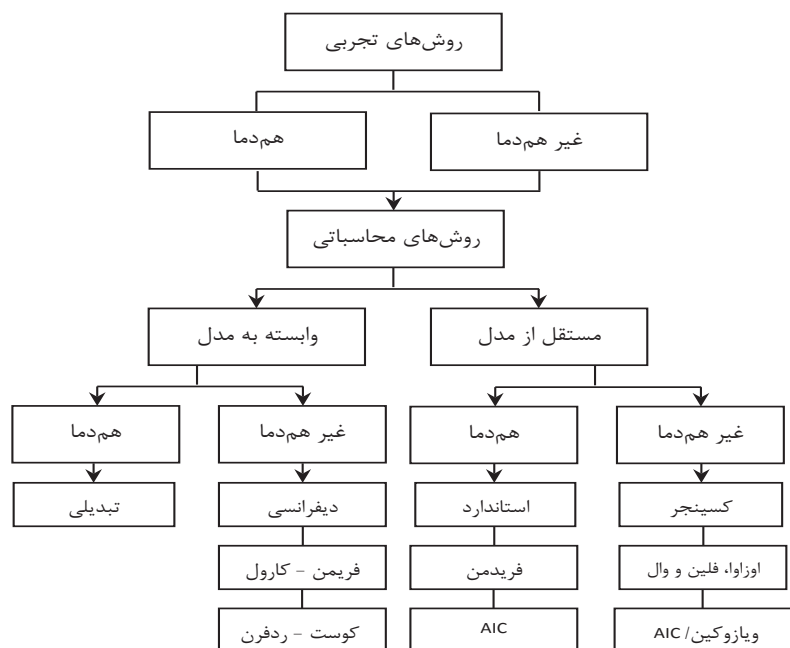 روش‌های تجربی
غیر هم‌دما
هم‌دما
روش‌های محاسباتی
مستقل از مدل
وابسته به مدل
غیر هم‌دما
هم‌دما
غیر هم‌دما
هم‌دما
کسینجر
استاندارد
دیفرانسی
تبدیلی
اوزاوا، فلین و وال
فریدمن
فریمن - کارول
ویازوکین/ AIC
AIC
کوست - ردفرن